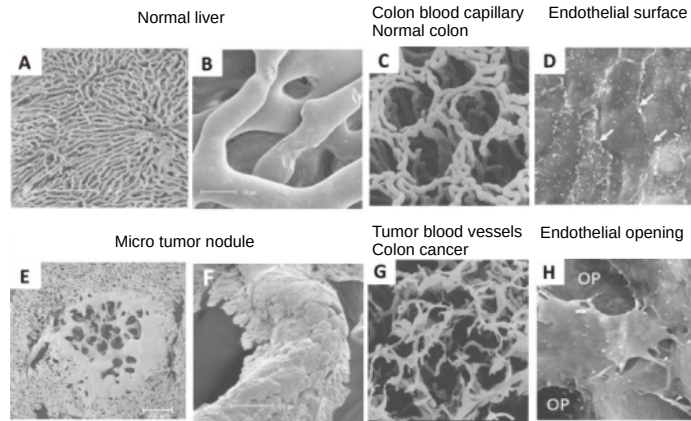 Normal liver
Colon blood capillary
Normal colon
Endothelial surface
A
B
C
D
Micro tumor nodule
Tumor blood vessels
Colon cancer
Endothelial opening
E
F
G
H
OP
OP